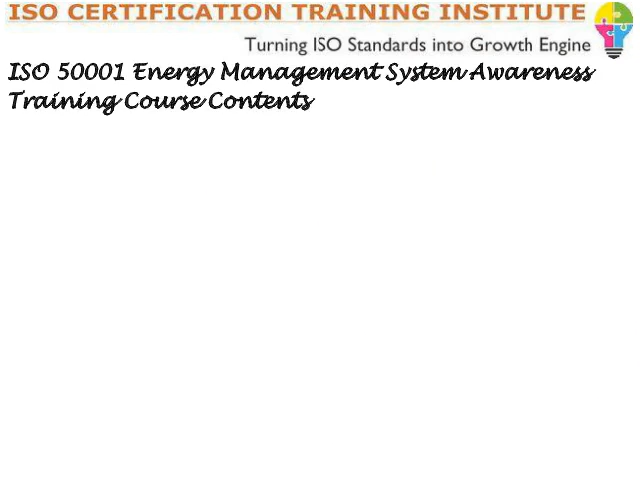 ISO CERTIFICATION TRAINING INSTITUTE
Turning ISO Standards into Growth Engine
ISO 50001 Energy Management System Awareness
Training Course Contents